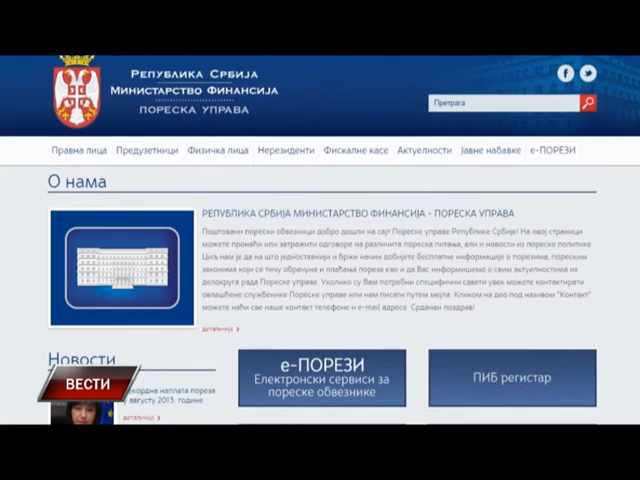 Република Србија
Министарство Финансија
ПОРЕСКА УПРАВА
Претрага
Правна лица Предузетници Физичка лица Нерезиденти Фискалне касе Актуелности Јавне набавке е-ПОРЕЗИ
О нама
РЕПУБЛИКА СРБИЈА МИНИСТАРСТВО ФИНАНСИЈА - ПОРЕСКА УПРАВА
Поштовани порески обвезници добро дошли на сајт Пореске управе Републике Србије! На овој страници
можете пронаћи или затражити одговоре на различита пореска питања, али и новости из пореске политике.
Циљ нам је да на што једноставнији и бржи начин добијете бесплатне информације о порезима, пореским
законима који се тичу обрачуна и плаћања пореза као и да Вас информишемо о свим актуелностима из
делокруга рада Пореске управе. Уколико су Вам потребни специфични савети увек можете контактирати
овлашћене службенике Пореске управе или нам писати путем мејла. Кликом на део под називом "Контакт"
можете наћи све наше контакт телефоне и е-mail адресе. Срдачан поздрав!
детаљније
Новости
е-ПОРЕЗИ
Електронски сервиси за
пореске обвезнике
ПИБ регистар
ВЕСТИ
наплата пореза
у августу 2015. године
детаљније